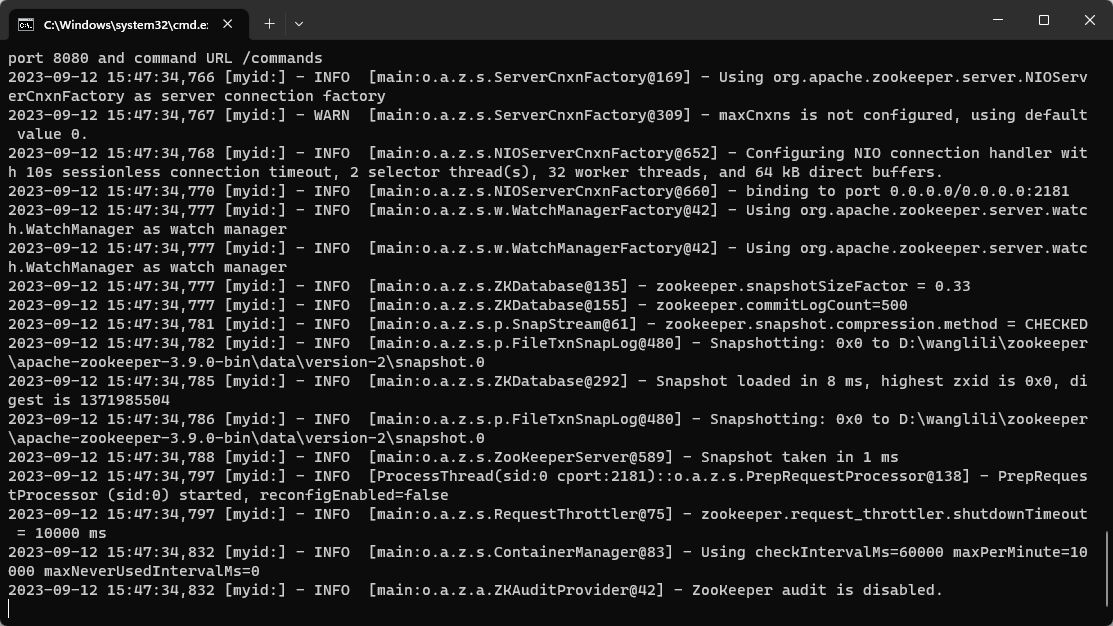 C:\Windows\system32\cmd.e:
port 8080 and command URL /commands
2023-09-12 15:47:34,766 [myid:] - INFO  [main:o.a.z.s.ServerCnxnFactory@169] - Using org.apache.zookeeper.server.NIOServ
erCnxnFactory as server connection factory
2023-09-12 15:47:34,767 [myid:] - WARN  [main:o.a.z.s.ServerCnxnFactory@309] - maxCnxns is not configured, using default
 value 0.
2023-09-12 15:47:34,768 [myid:] - INFO  [main:o.a.z.s.NIOServerCnxnFactory@652] - Configuring NIO connection handler wit
h 10s sessionless connection timeout, 2 selector thread(s), 32 worker threads, and 64 kB direct buffers.
2023-09-12 15:47:34,770 [myid:] - INFO  [main:o.a.z.s.NIOServerCnxnFactory@660] - binding to port 0.0.0.0/0.0.0.0:2181
2023-09-12 15:47:34,777 [myid:] - INFO  [main:o.a.z.s.w.WatchManagerFactory@42] - Using org.apache.zookeeper.server.watc
h.WatchManager as watch manager
2023-09-12 15:47:34,777 [myid:] - INFO  [main:o.a.z.s.w.WatchManagerFactory@42] - Using org.apache.zookeeper.server.watc
h.WatchManager as watch manager
2023-09-12 15:47:34,777 [myid:] - INFO  [main:o.a.z.s.ZKDatabase@135] - zookeeper.snapshotSizeFactor = 0.33
2023-09-12 15:47:34,777 [myid:] - INFO  [main:o.a.z.s.ZKDatabase@155] - zookeeper.commitLogCount=500
2023-09-12 15:47:34,781 [myid:] - INFO  [main:o.a.z.s.p.SnapStream@61] - zookeeper.snapshot.compression.method = CHECKED
2023-09-12 15:47:34,782 [myid:] - INFO  [main:o.a.z.s.p.FileTxnSnapLog@480] - Snapshotting: 0x0 to D:\wanglili\zookeeper
\apache-zookeeper-3.9.0-bin\data\version-2\snapshot.0
2023-09-12 15:47:34,785 [myid:] - INFO  [main:o.a.z.s.ZKDatabase@292] - Snapshot loaded in 8 ms, highest zxid is 0x0, di
gest is 1371985504
2023-09-12 15:47:34,786 [myid:] - INFO  [main:o.a.z.s.p.FileTxnSnapLog@480] - Snapshotting: 0x0 to D:\wanglili\zookeeper
\apache-zookeeper-3.9.0-bin\data\version-2\snapshot.0
2023-09-12 15:47:34,788 [myid:] - INFO  [main:o.a.z.s.ZooKeeperServer@589] - Snapshot taken in 1 ms
2023-09-12 15:47:34,797 [myid:] - INFO  [ProcessThread(sid:0 cport:2181)::o.a.z.s.PrepRequestProcessor@138] - PrepReques
tProcessor (sid:0) started, reconfigEnabled=false
2023-09-12 15:47:34,797 [myid:] - INFO  [main:o.a.z.s.RequestThrottler@75] - zookeeper.request_throttler.shutdownTimeout
 = 10000 ms
2023-09-12 15:47:34,832 [myid:] - INFO  [main:o.a.z.s.ContainerManager@83] - Using checkIntervalMs=60000 maxPerMinute=10
000 maxNeverUsedIntervalMs=0
2023-09-12 15:47:34,832 [myid:] - INFO  [main:o.a.z.a.ZKAuditProvider@42] - ZooKeeper audit is disabled.